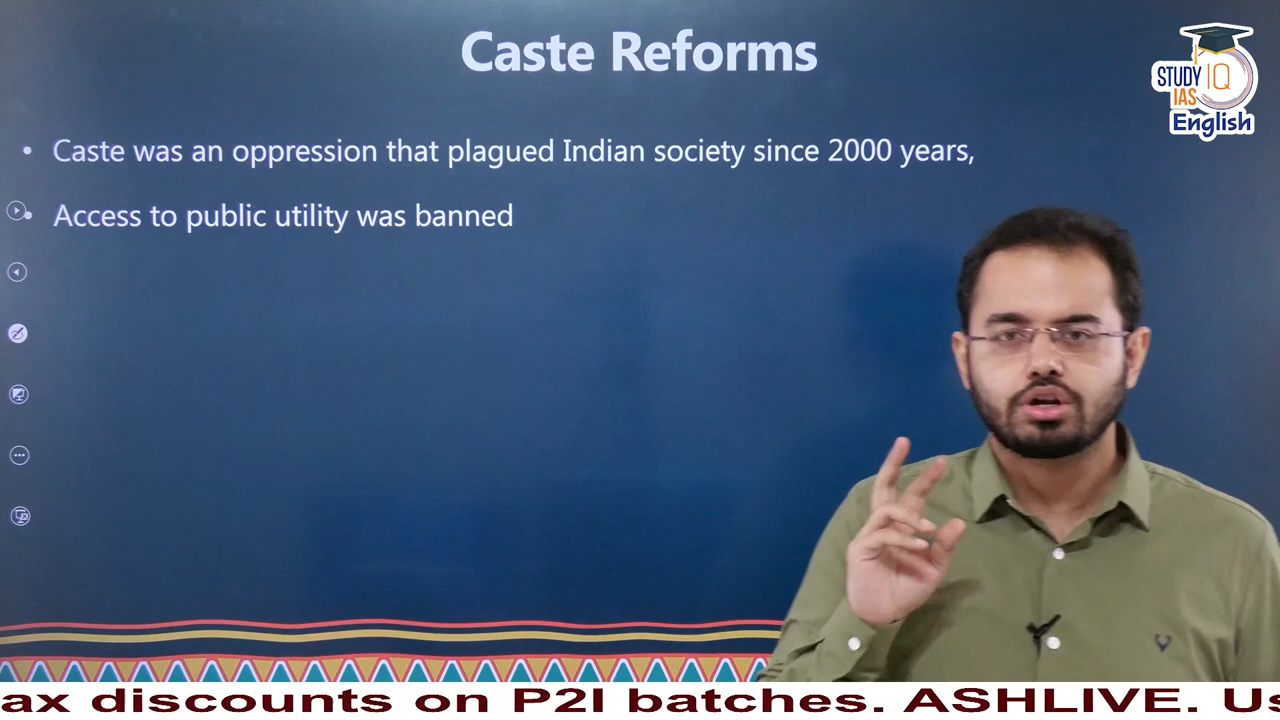 Caste Reforms
STUDY IQ
IAS
English
• Caste was an oppression that plagued Indian society since 2000 years,
• Access to public utility was banned
ax discounts on P2I batches. ASHLIVE. Us